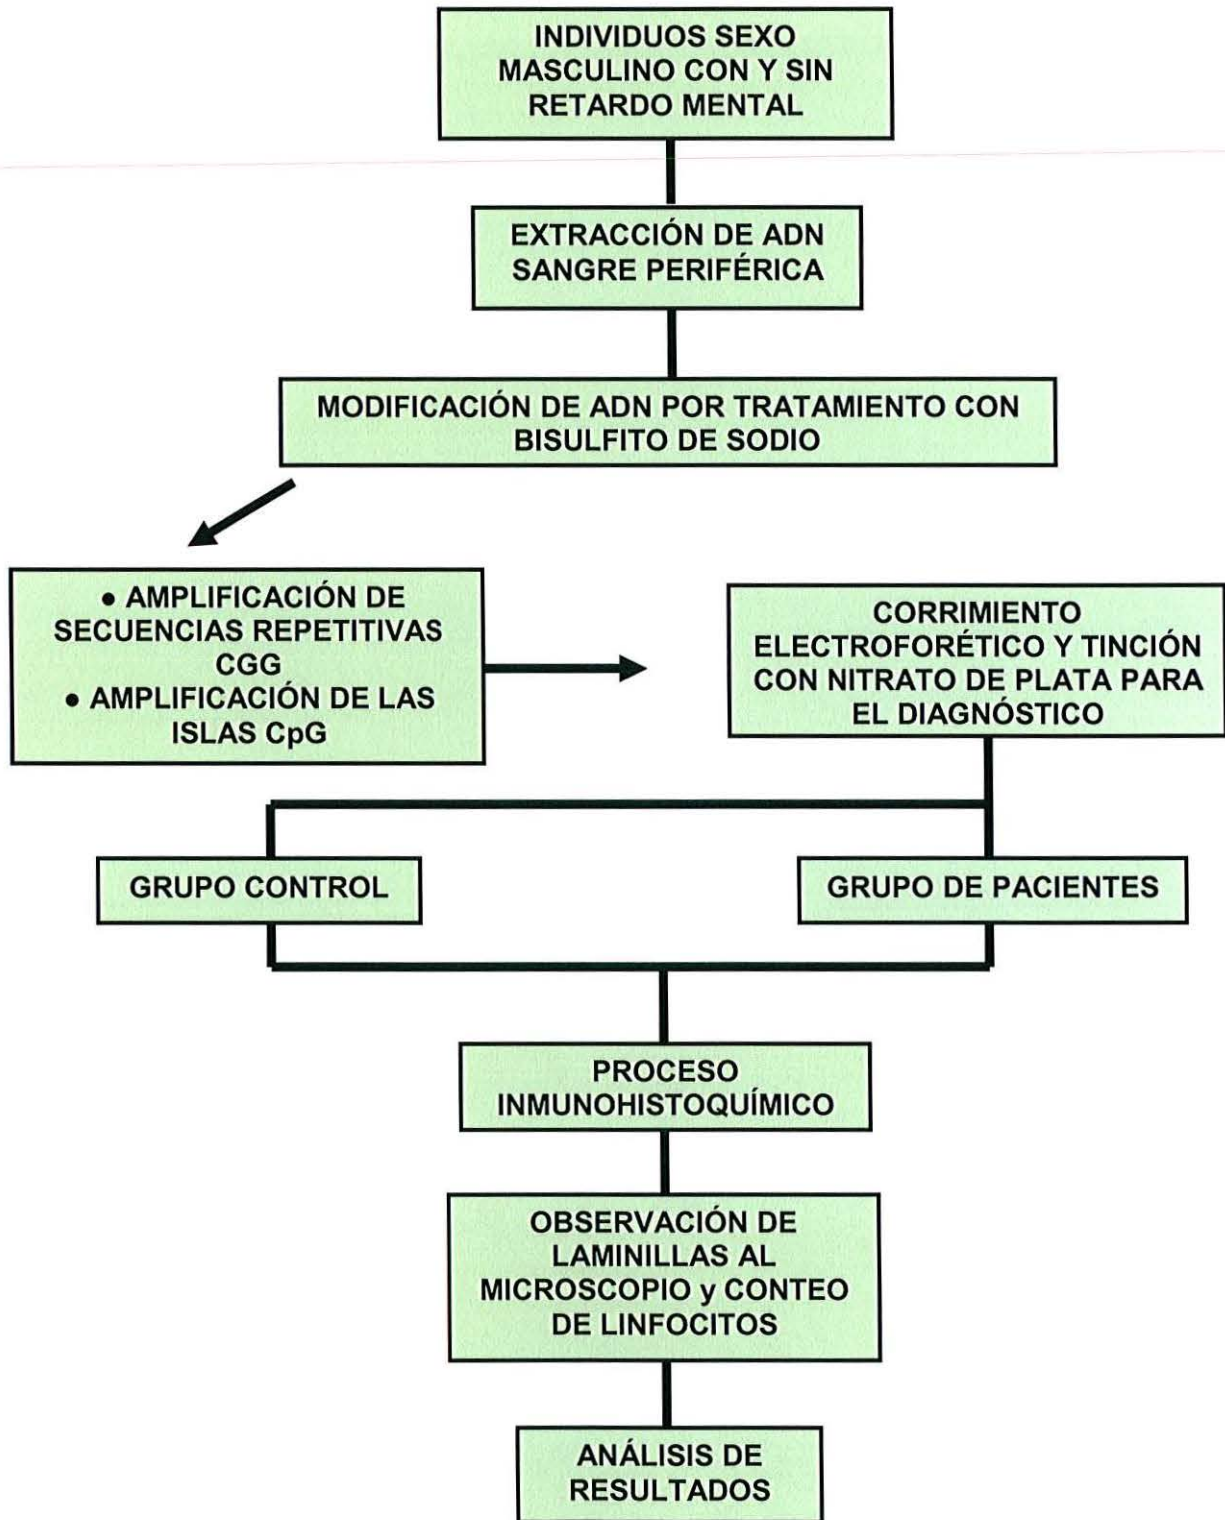 INDIVIDUOS SEXO
MASCULINO CON Y SIN
RETARDO MENTAL
EXTRACCIÓN DE ADN
SANGRE PERIFÉRICA
MODIFICACIÓN DE ADN POR TRATAMIENTO CON
BISULFITO DE SODIO
● AMPLIFICACIÓN DE
SECUENCIAS REPETITIVAS
CGG
● AMPLIFICACIÓN DE LAS
ISLAS CpG
CORRIMIENTO
ELECTROFORÉTICO Y TINCIÓN
CON NITRATO DE PLATA PARA
EL DIAGNÓSTICO
GRUPO CONTROL
GRUPO DE PACIENTES
PROCESO
INMUNOHISTOQUÍMICO
OBSERVACIÓN DE
LAMINILLAS AL
MICROSCOPIO y CONTEO
DE LINFOCITOS
ANÁLISIS DE
RESULTADOS